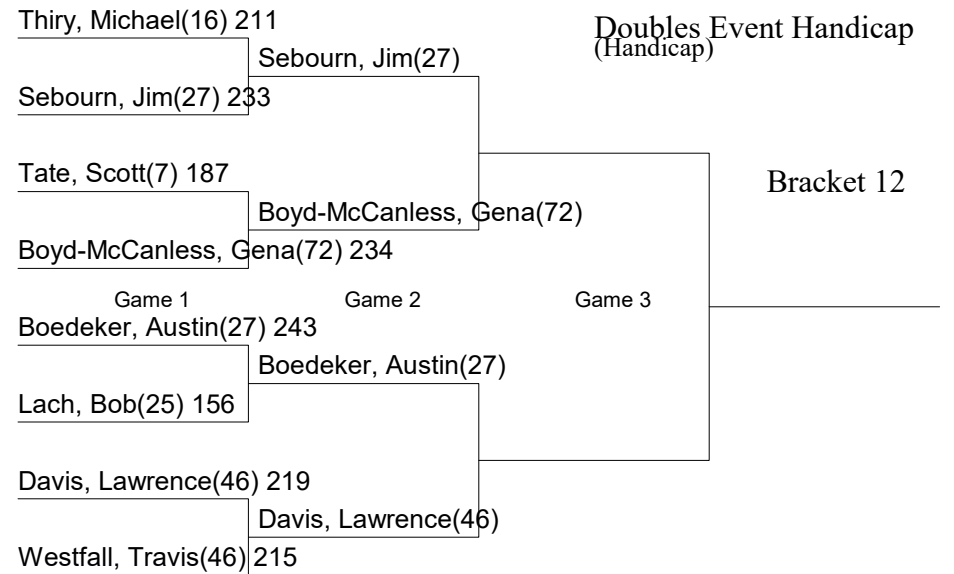 Thiry, Michael(16) 211
Doubles Event Handicap
(Handicap)
Sebourn, Jim(27)
Sebourn, Jim(27) 233
Tate, Scott(7) 187
Bracket 12
Boyd-McCanless, Gena(72)
Boyd-McCanless, Gena(72) 234
Game 1
Game 2
Game 3
Boedeker, Austin(27) 243
Boedeker, Austin(27)
Lach, Bob(25) 156
Davis, Lawrence(46) 219
Davis, Lawrence(46)
Westfall, Travis(46) 215